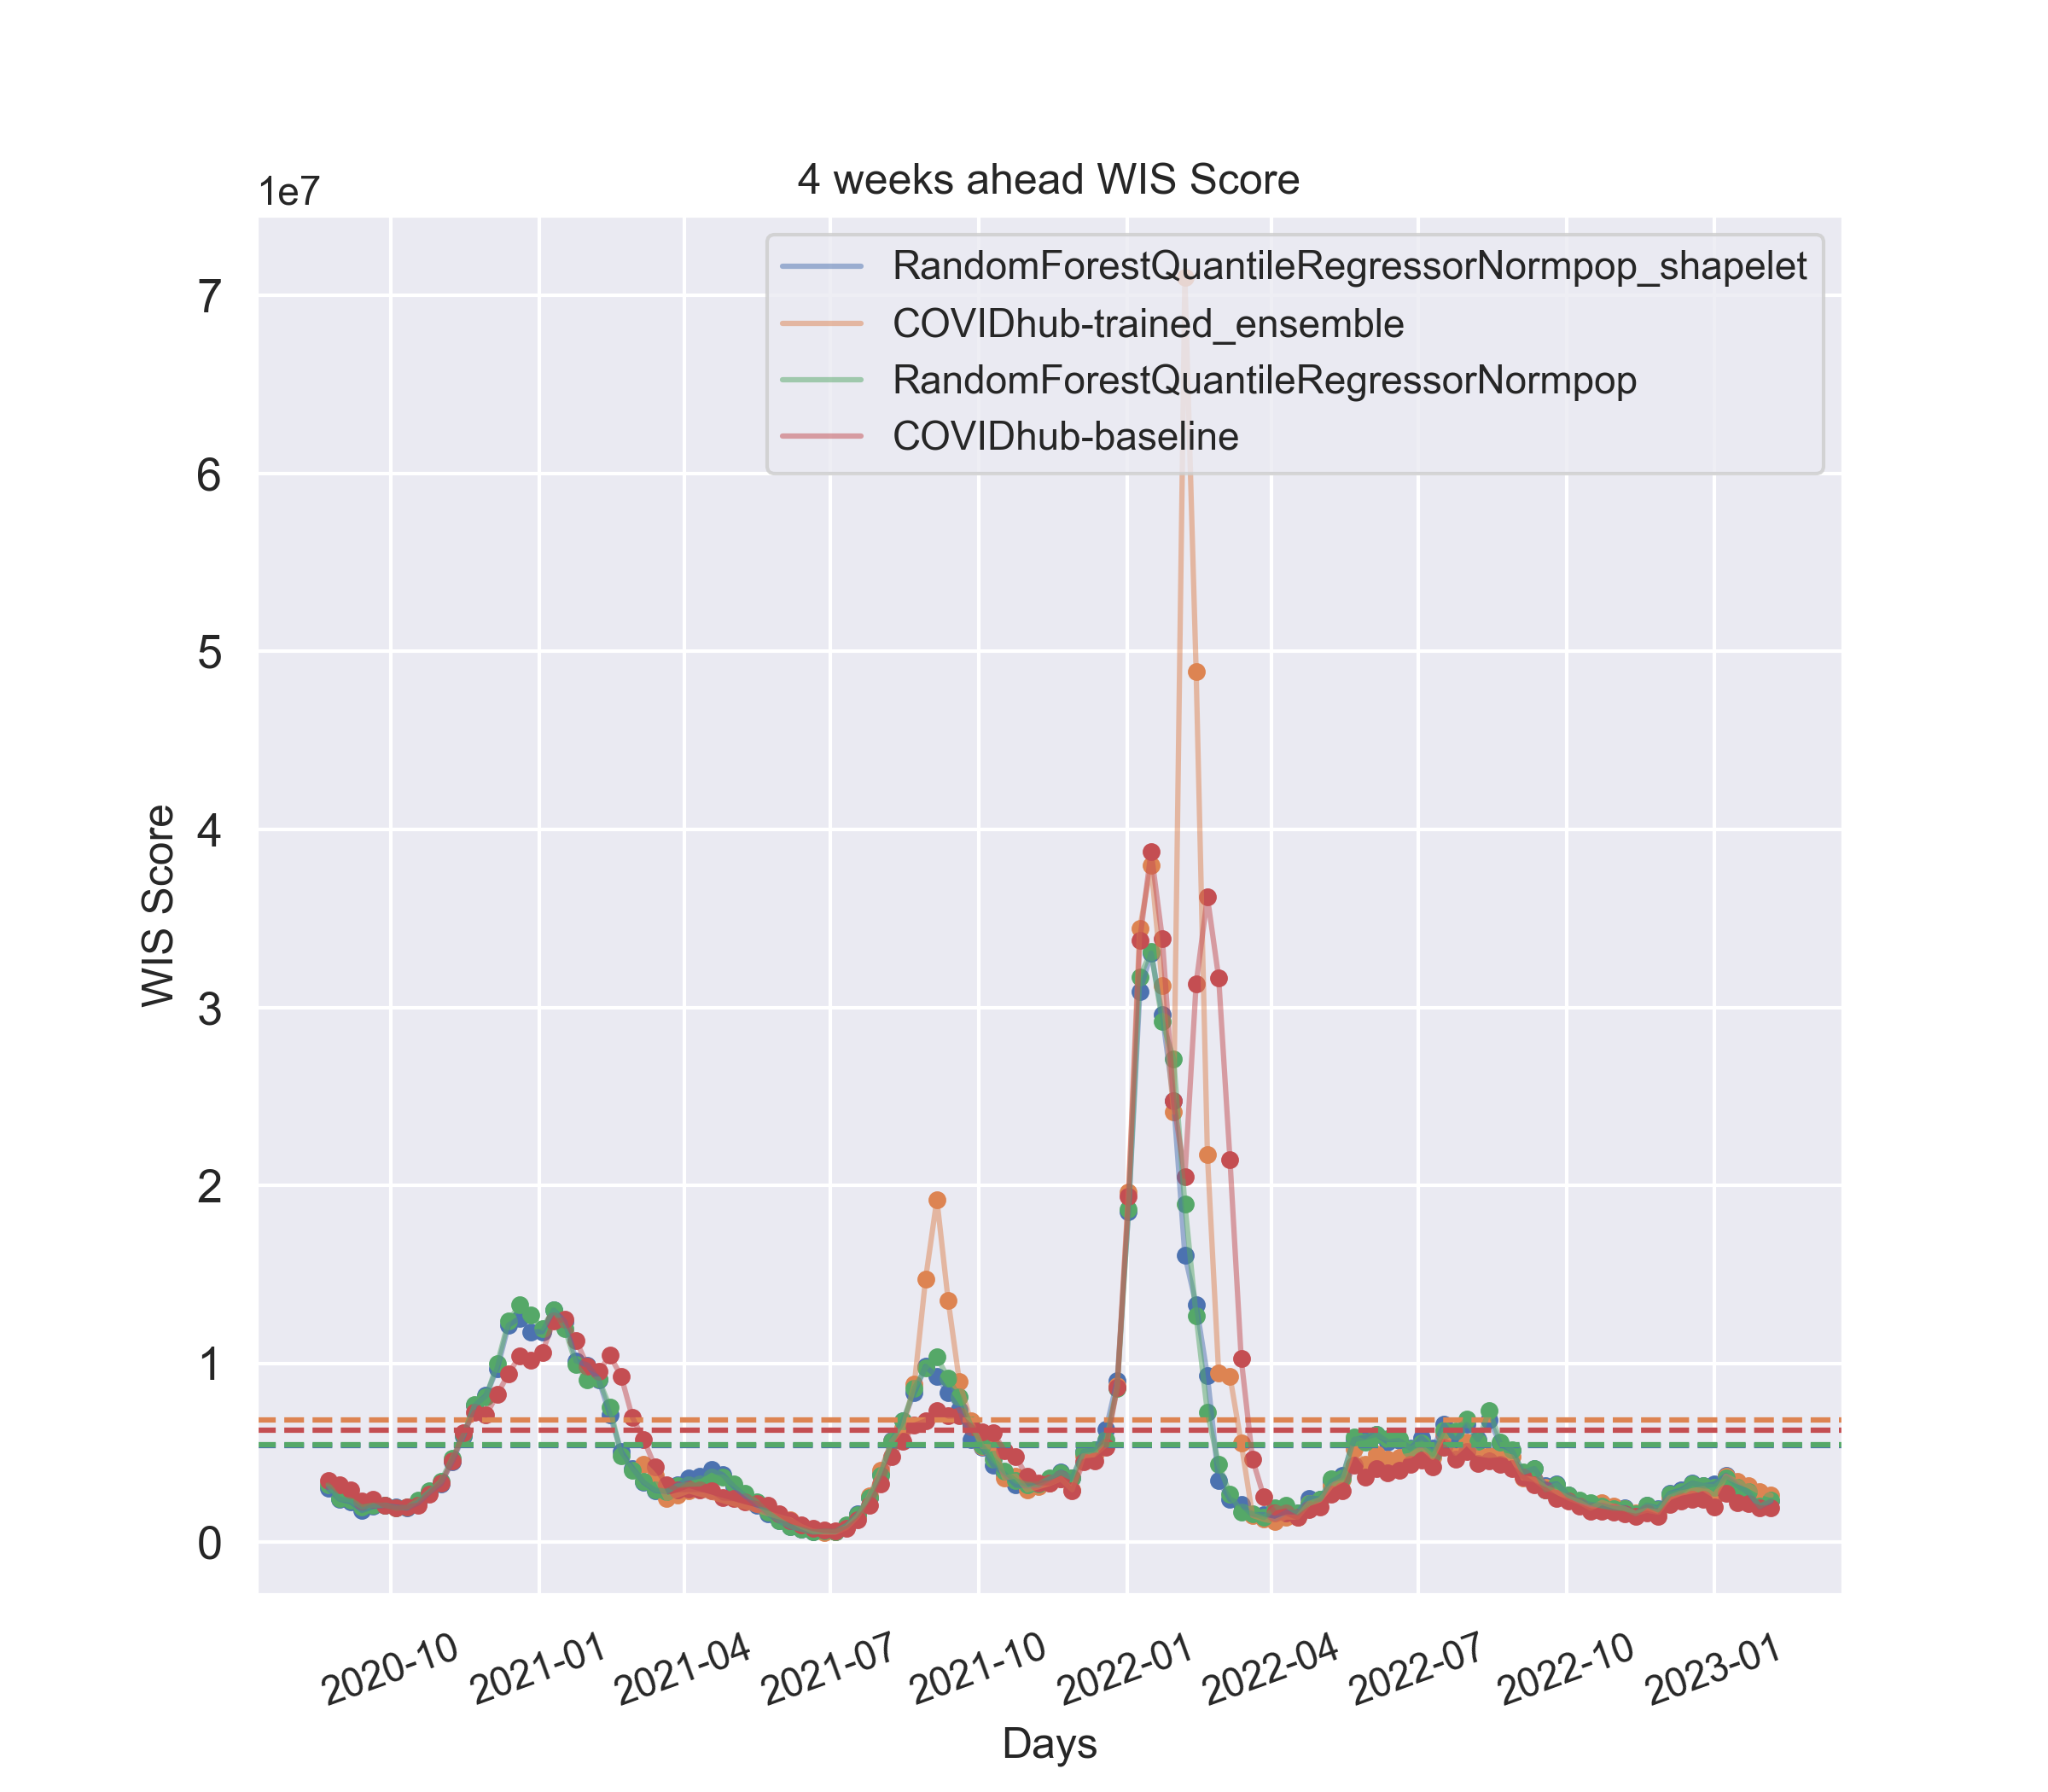 4 weeks ahead WIS Score
1e7
RandomForestQuantileRegressorNormpop_shapelet
COVIDhub-trained_ensemble
RandomForestQuantileRegressorNormpop
COVIDhub-baseline
7
6
5
4
3
2
1
0
WIS Score
2020-10
2021-01
2021-04
2021-07
2021-10
2022-01
2022-04
2022-07
2022-10
2023-01
Days